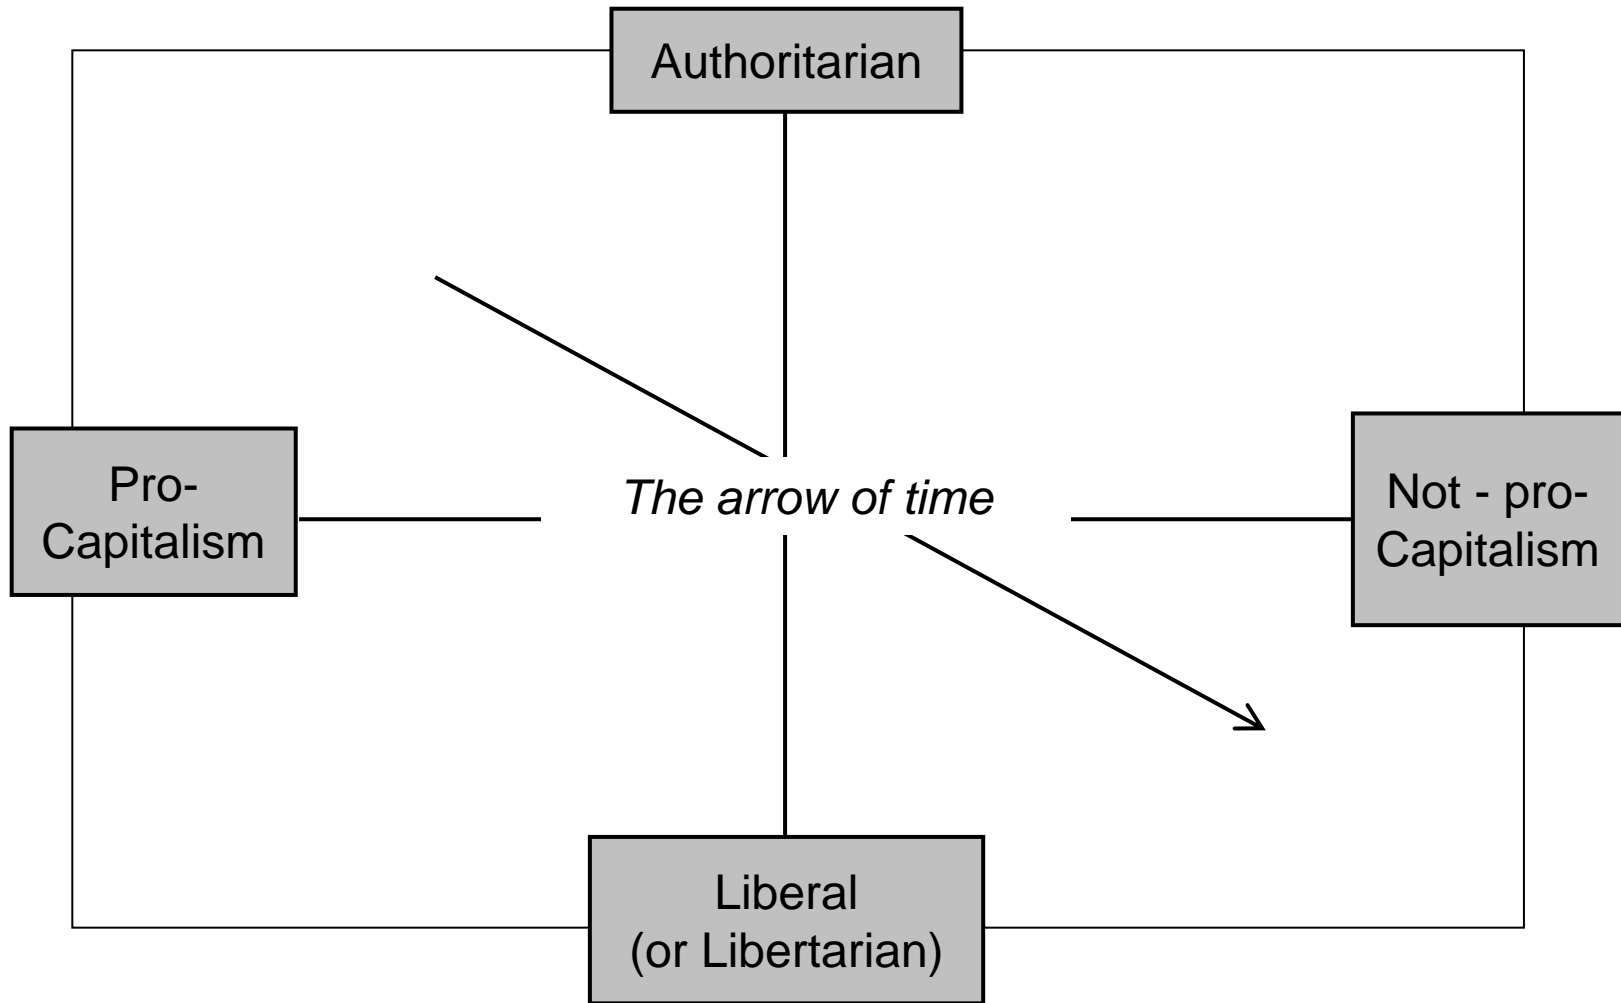 Authoritarian
Pro-
Capitalism
The arrow of time
Not - pro-
Capitalism
Liberal
(or Libertarian)